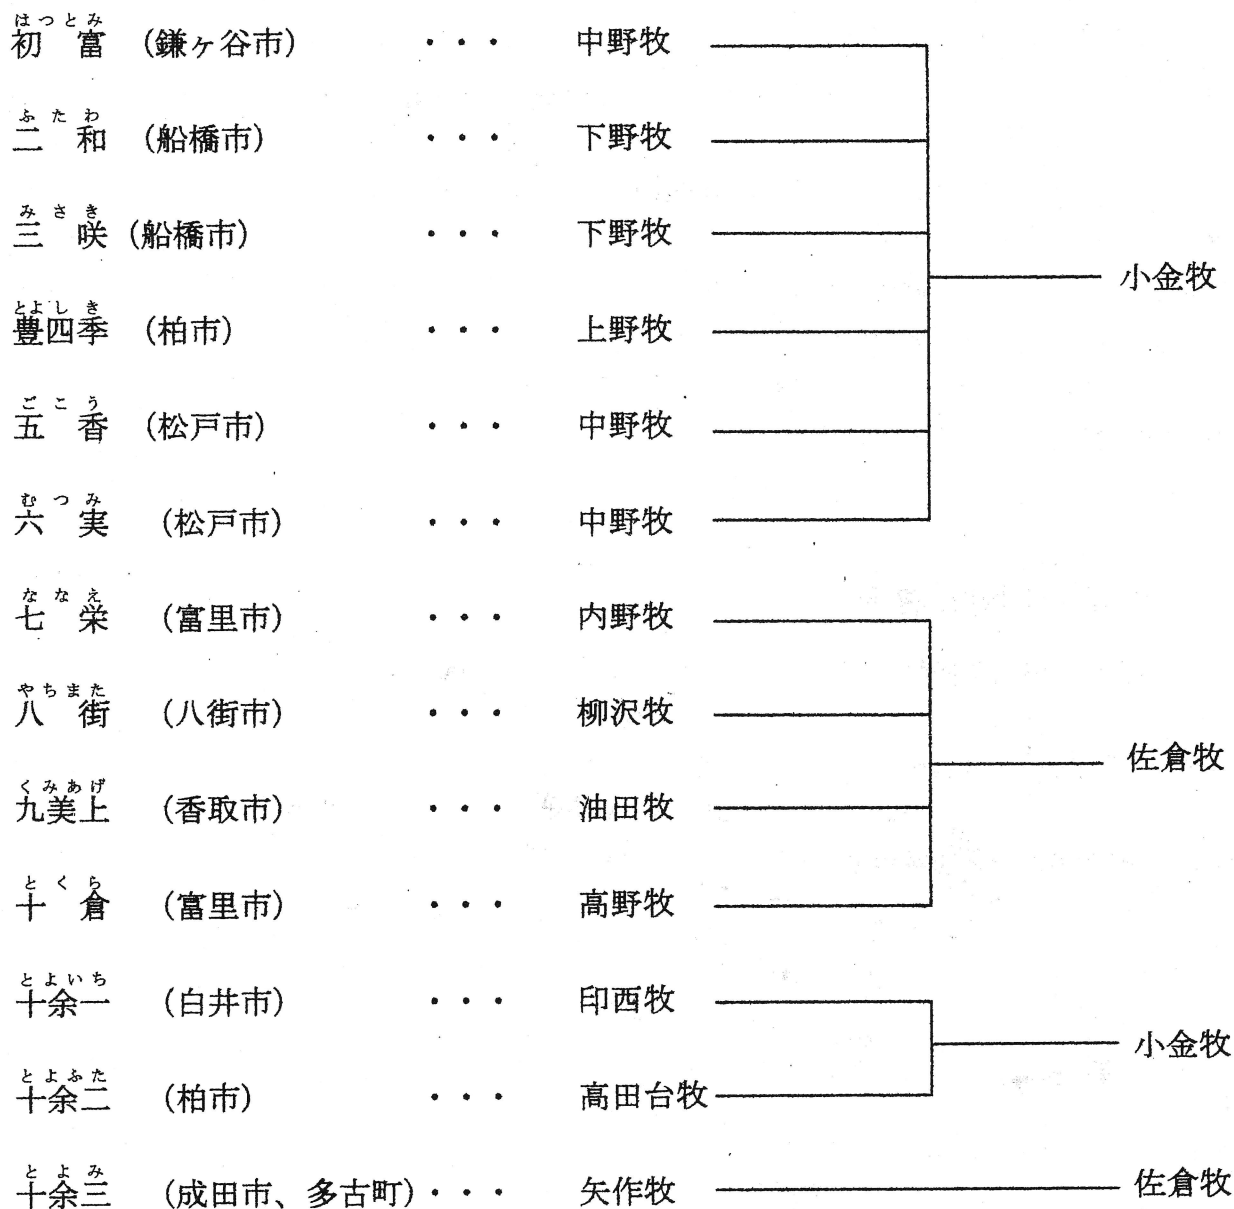 はつとみ
初 富 (鎌ヶ谷市) ・・・ 中野牧
ふたわ
二 和 (船橋市) ・・・ 下野牧
みさき
三 咲 (船橋市) ・・・ 下野牧
小金牧
とよしき
豊四季 (柏市) ・・・ 上野牧
ごこう
五 香 (松戸市) ・・・ 中野牧
むつみ
六 実 (松戸市) ・・・ 中野牧
ななえ
七 栄 (富里市) ・・・ 内野牧
やちまた
八 街 (八街市) ・・・ 柳沢牧
佐倉牧
くみあげ
九美上 (香取市) ・・・ 油田牧
とくら
十 倉 (富里市) ・・・ 高野牧
とよいち
十余一 (白井市) ・・・ 印西牧
小金牧
とよふた
十余二 (柏市) ・・・ 高田台牧
とよみ
十余三 (成田市、多古町)・・・ 矢作牧 佐倉牧